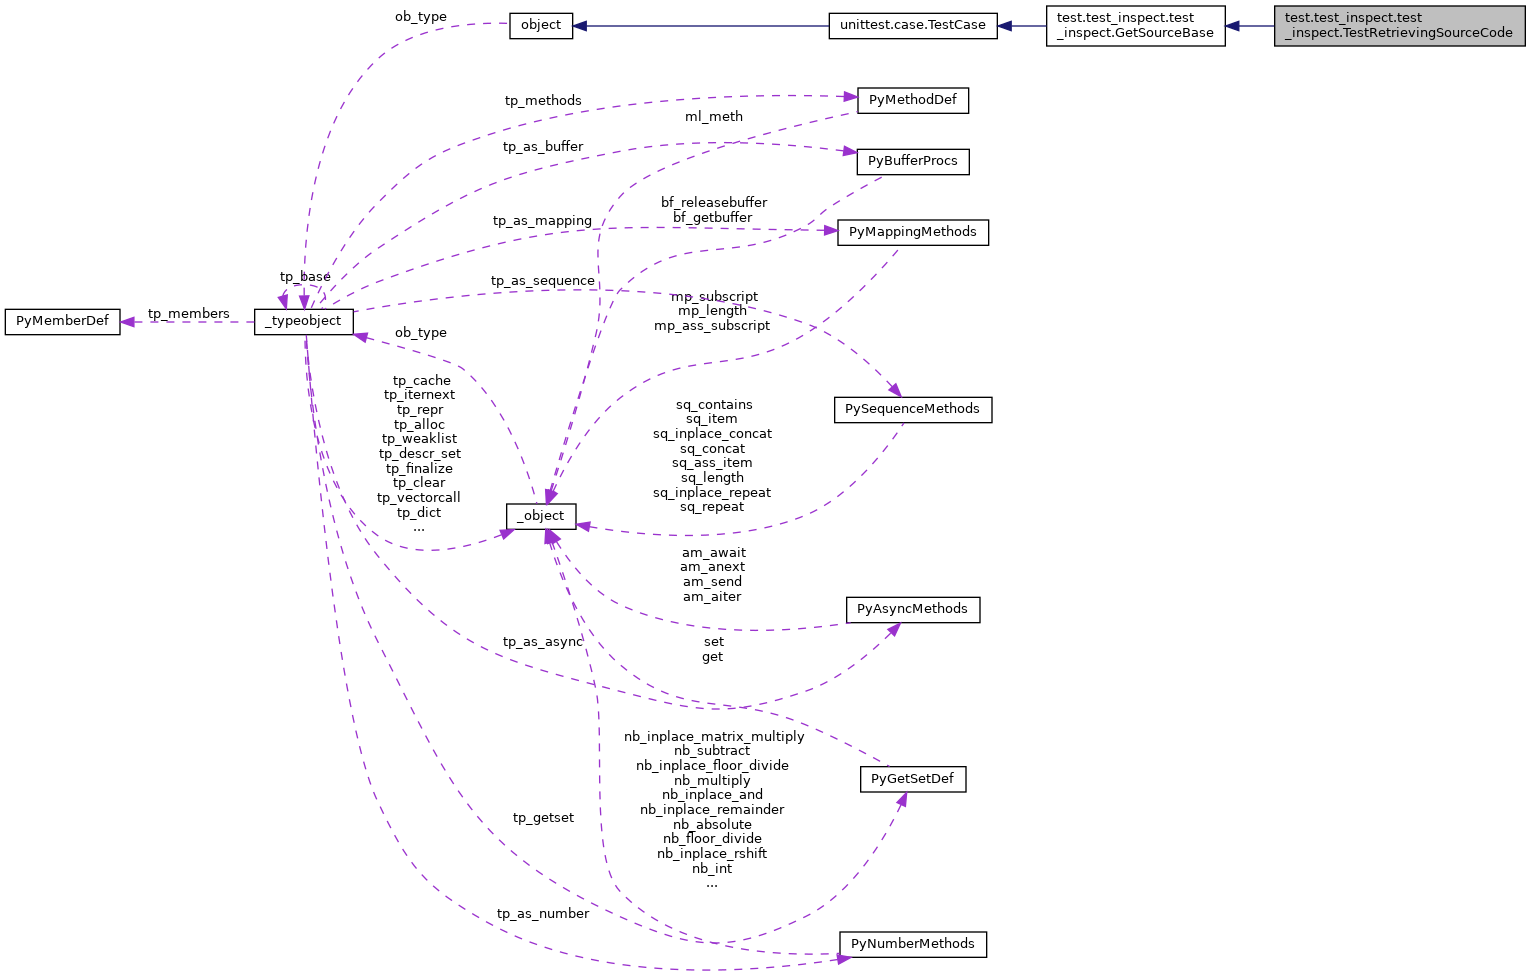 ob_type
object
unittest.case.TestCase
test.test_inspect.test
_inspect.GetSourceBase
test.test_inspect.test
_inspect.TestRetrievingSourceCode
tp_methods
PyMethodDef
ml_meth
tp_as_buffer
PyBufferProcs
bf_releasebuffer
bf_getbuffer
tp_as_mapping
PyMappingMethods
tp_base
tp_as_sequence
mp_subscript
mp_length
mp_ass_subscript
PyMemberDef
tp_members
_typeobject
ob_type
tp_cache
tp_iternext
tp_repr
tp_alloc
tp_weaklist
tp_descr_set
tp_finalize
tp_clear
tp_vectorcall
tp_dict
...
sq_contains
sq_item
sq_inplace_concat
sq_concat
sq_ass_item
sq_length
sq_inplace_repeat
sq_repeat
PySequenceMethods
_object
am_await
am_anext
am_send
am_aiter
PyAsyncMethods
tp_as_async
set
get
nb_inplace_matrix_multiply
nb_subtract
nb_inplace_floor_divide
nb_multiply
nb_inplace_and
nb_inplace_remainder
nb_absolute
nb_floor_divide
nb_inplace_rshift
nb_int
...
PyGetSetDef
tp_getset
tp_as_number
PyNumberMethods